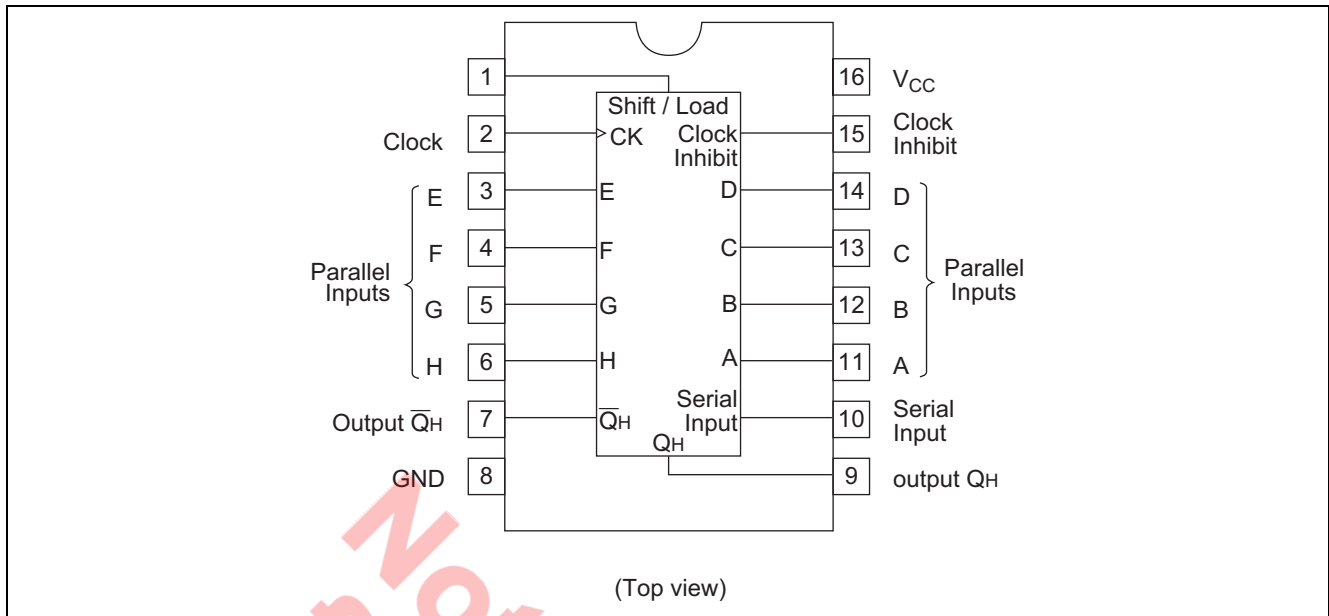 1
16 VCC
Shift / Load
Clock 2 CK Clock Inhibit 15 Clock Inhibit
E 3 E D 14 D
F 4 F C 13 C
Parallel Inputs
Parallel Inputs
G 5 G B 12 B
H 6 H A 11 A
Output Q̅H 7 Q̅H Serial Input 10 Serial Input
QH
GND 8 9 output QH
(Top view)